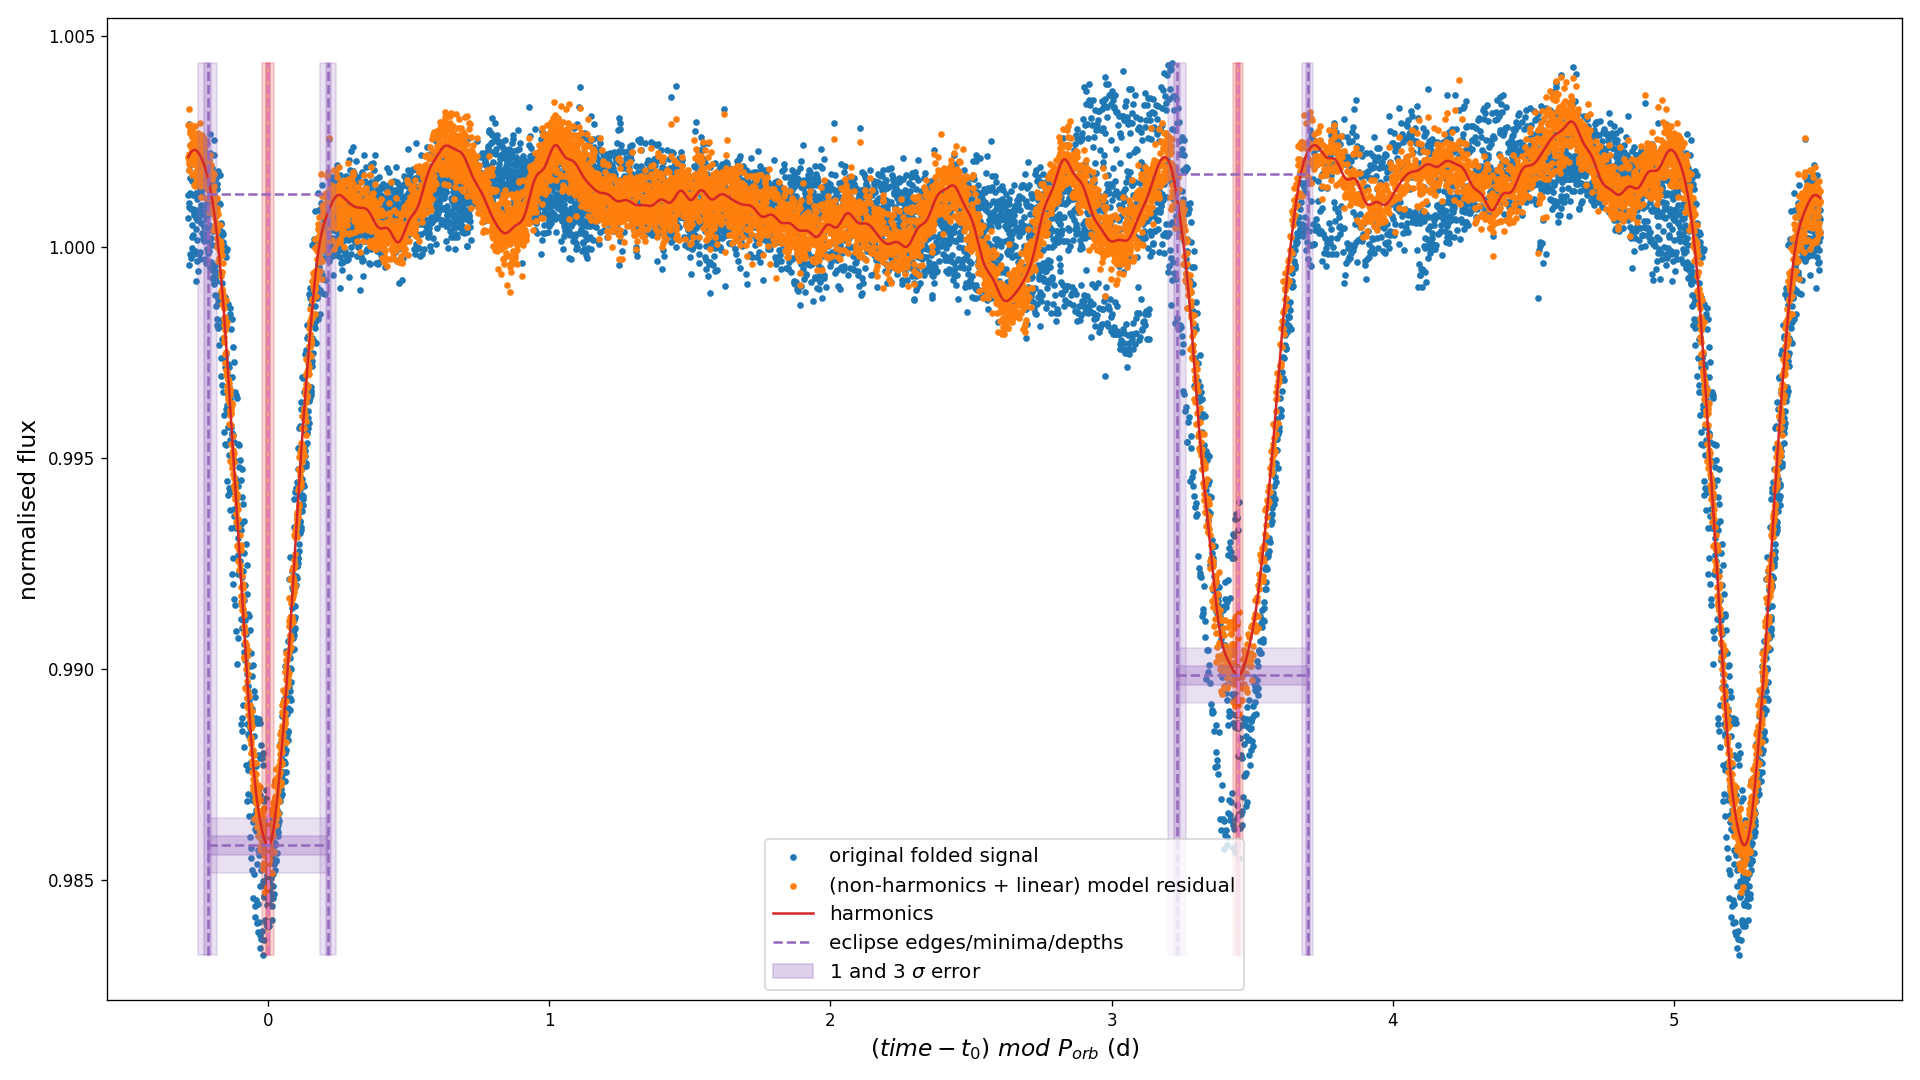 1.005
1.000
0.995
0.990
0.985
normalised flux
original folded signal
(non-harmonics + linear) model residual
harmonics
eclipse edges/minima/depths
1 and 3 σ error
0 1 2 3 4 5
(time − t₀) mod Pₒᵣb (d)